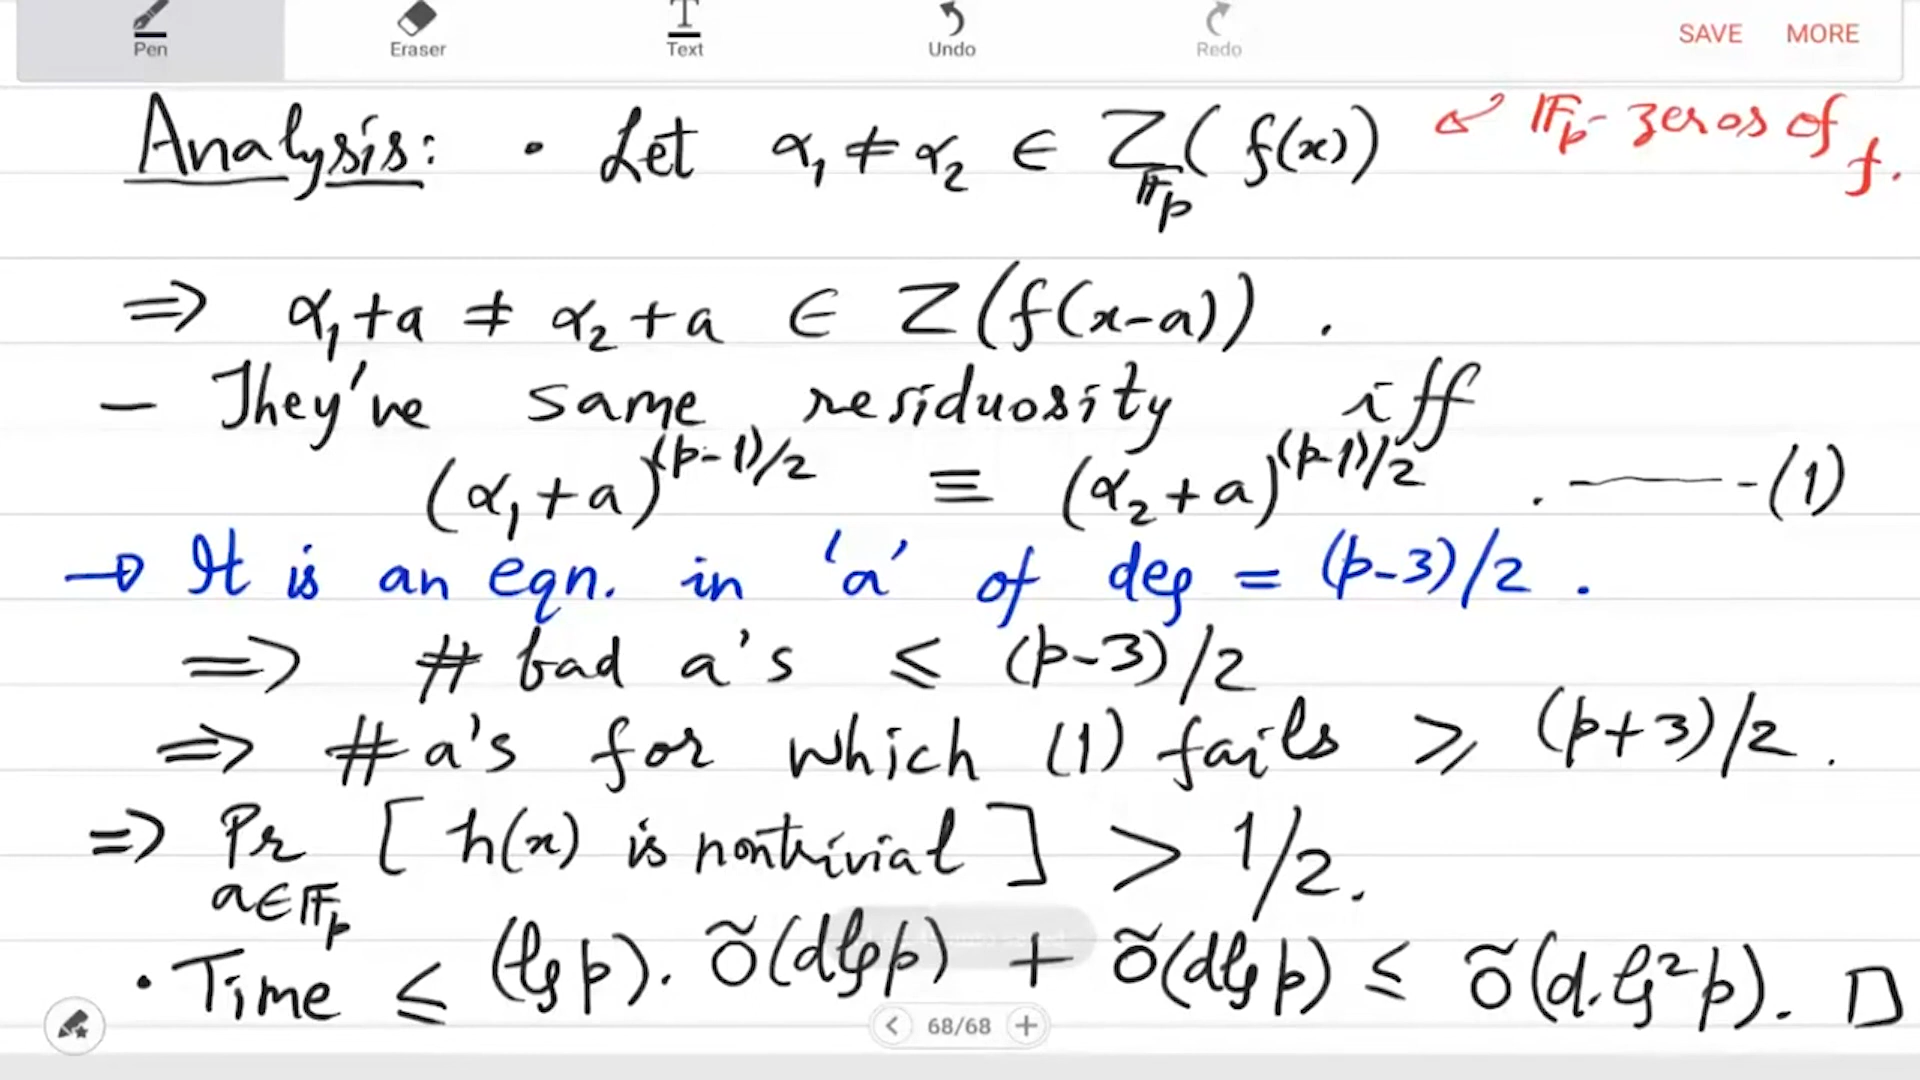 Pen Eraser Text Undo Redo SAVE MORE
Analysis: • Let α₁ ≠ α₂ ∈ Z_{𝔽p}(f(x)) ↙ 𝔽p-zeros of f.
=> α₁+a ≠ α₂+a ∈ Z(f(x-a)).
- They've same residuosity iff
(α₁+a)^{(p-1)/2} ≡ (α₂+a)^{(p-1)/2}. ——-(1)
→ It is an eqn. in 'a' of deg = (p-3)/2.
=> # bad a's ≤ (p-3)/2
=> # a's for which (1) fails ≥ (p+3)/2.
=> Pr_{a∈𝔽p} [h(x) is nontrivial] > 1/2.
• Time ≤ (lg p). Õ(d lg p) + Õ(d lg p) ≤ Õ(d. lg² p). □
< 68/68 +